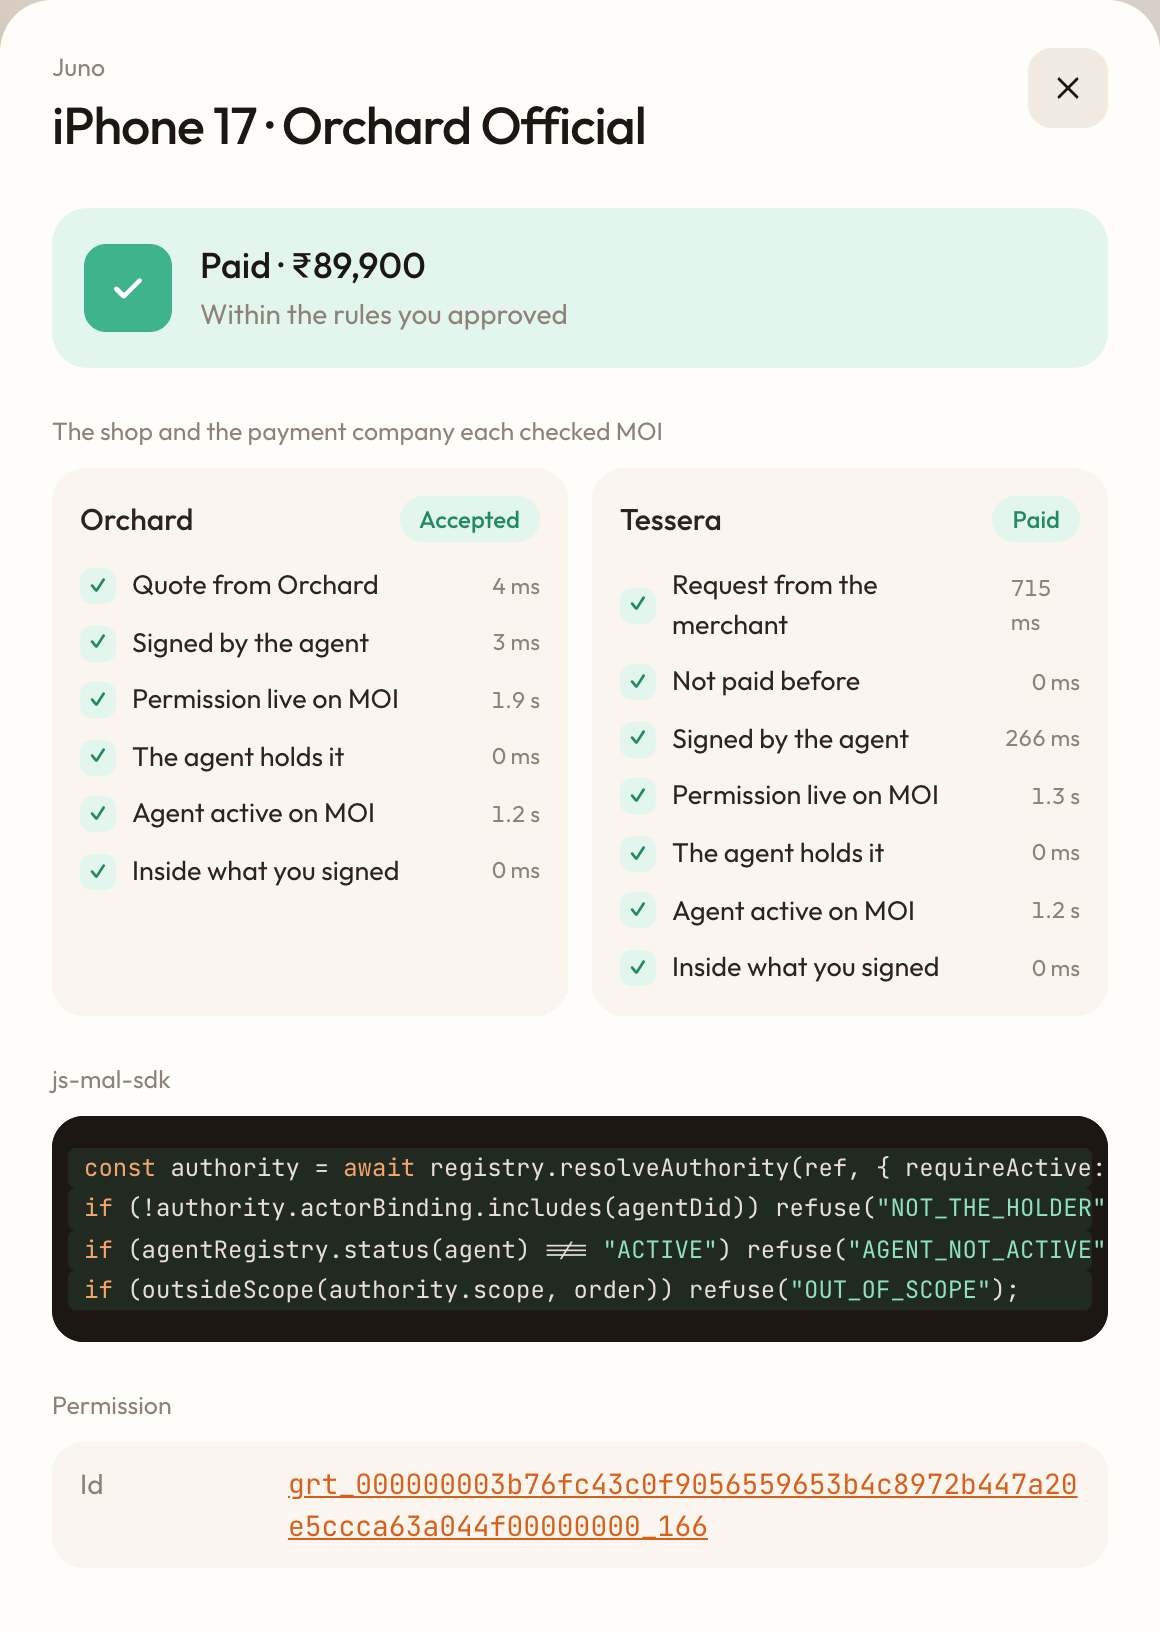 Juno
iPhone 17 · Orchard Official
Paid · ₹89,900
Within the rules you approved
The shop and the payment company each checked MOI
Orchard
Accepted
Quote from Orchard 4 ms
Signed by the agent 3 ms
Permission live on MOI 1.9 s
The agent holds it 0 ms
Agent active on MOI 1.2 s
Inside what you signed 0 ms
Tessera
Paid
Request from the
merchant
715
ms
Not paid before 0 ms
Signed by the agent 266 ms
Permission live on MOI 1.3 s
The agent holds it 0 ms
Agent active on MOI 1.2 s
Inside what you signed 0 ms
js-mal-sdk
const authority = await registry.resolveAuthority(ref, { requireActive:
if (!authority.actorBinding.includes(agentDid)) refuse("NOT_THE_HOLDER"
if (agentRegistry.status(agent) !== "ACTIVE") refuse("AGENT_NOT_ACTIVE"
if (outsideScope(authority.scope, order)) refuse("OUT_OF_SCOPE");
Permission
Id
grt_000000003b76fc43c0f9056559653b4c8972b447a20
e5ccca63a044f00000000_166